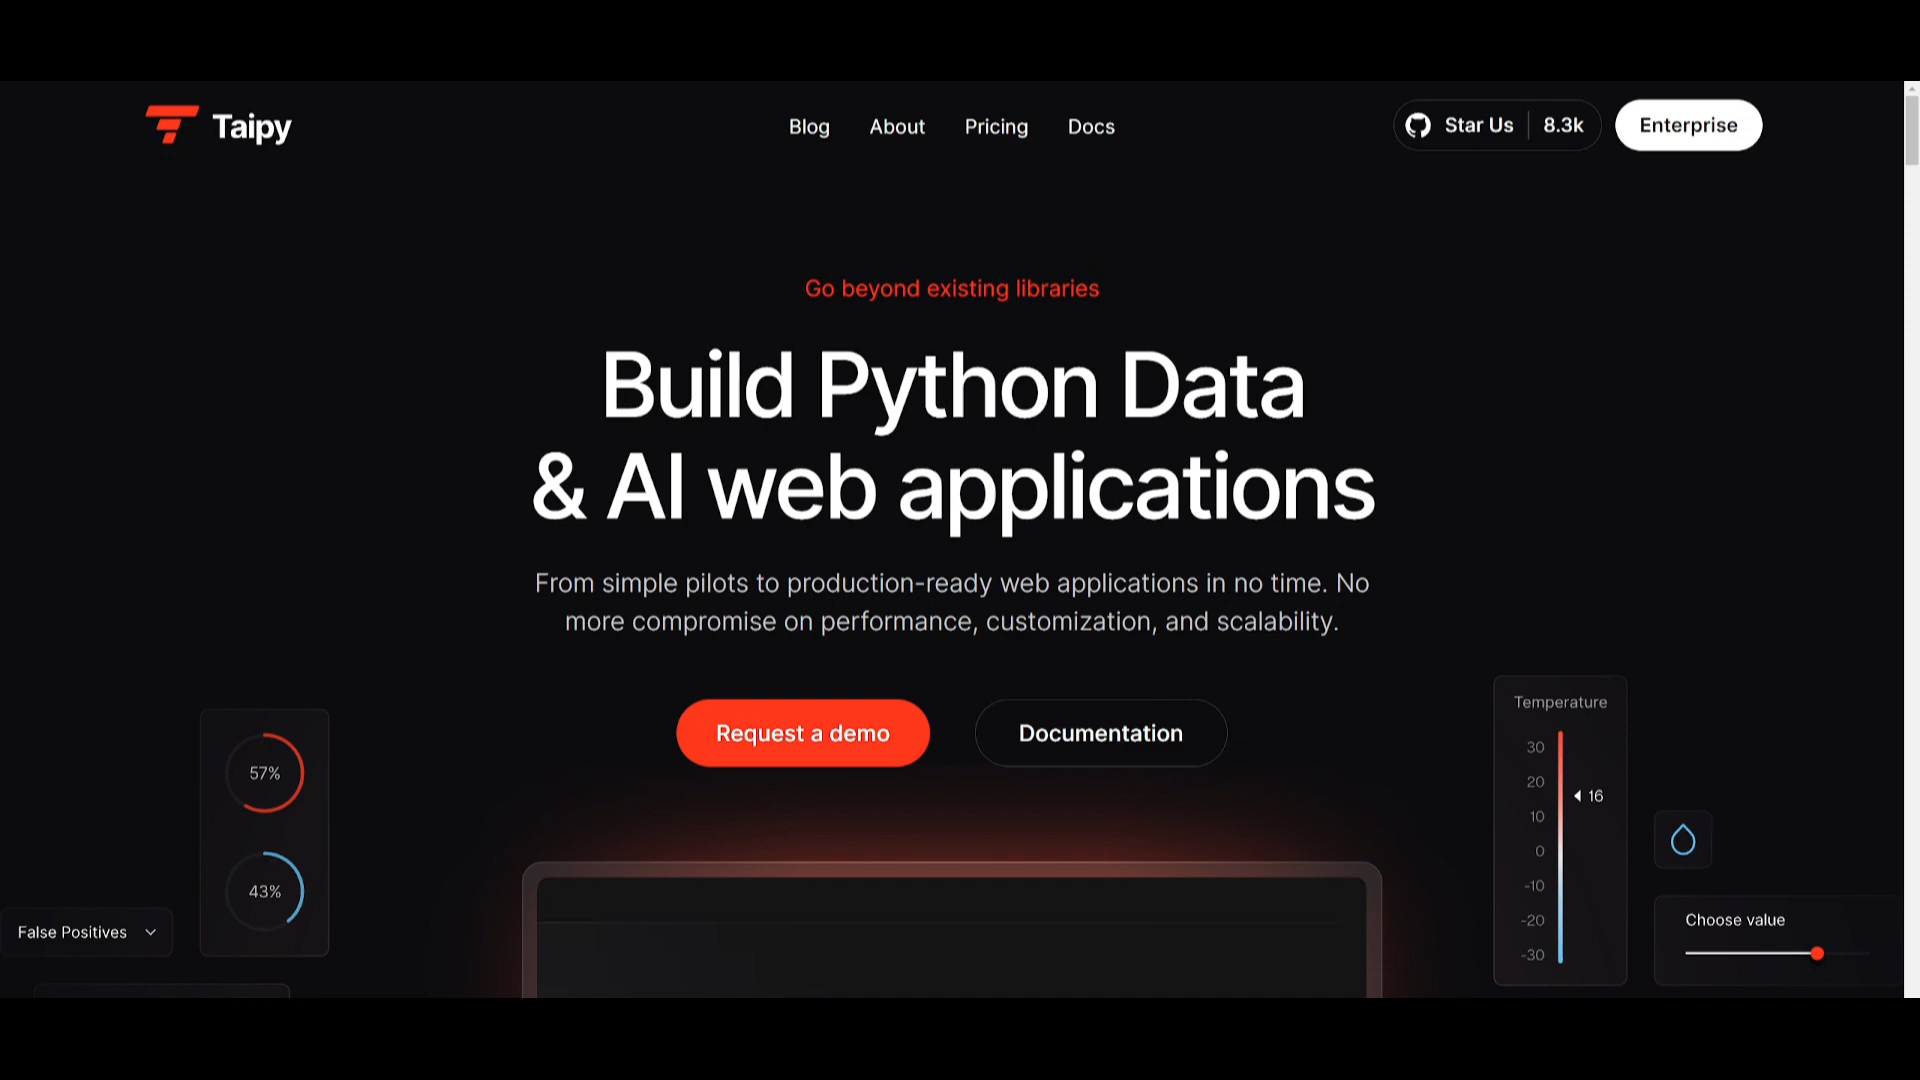 Taipy
Blog About Pricing Docs
Star Us 8.3k Enterprise
Go beyond existing libraries
Build Python Data
& AI web applications
From simple pilots to production-ready web applications in no time. No
more compromise on performance, customization, and scalability.
Request a demo Documentation
57%
43%
False Positives
Temperature
30
20
16
10
0
-10
-20
-30
Choose value